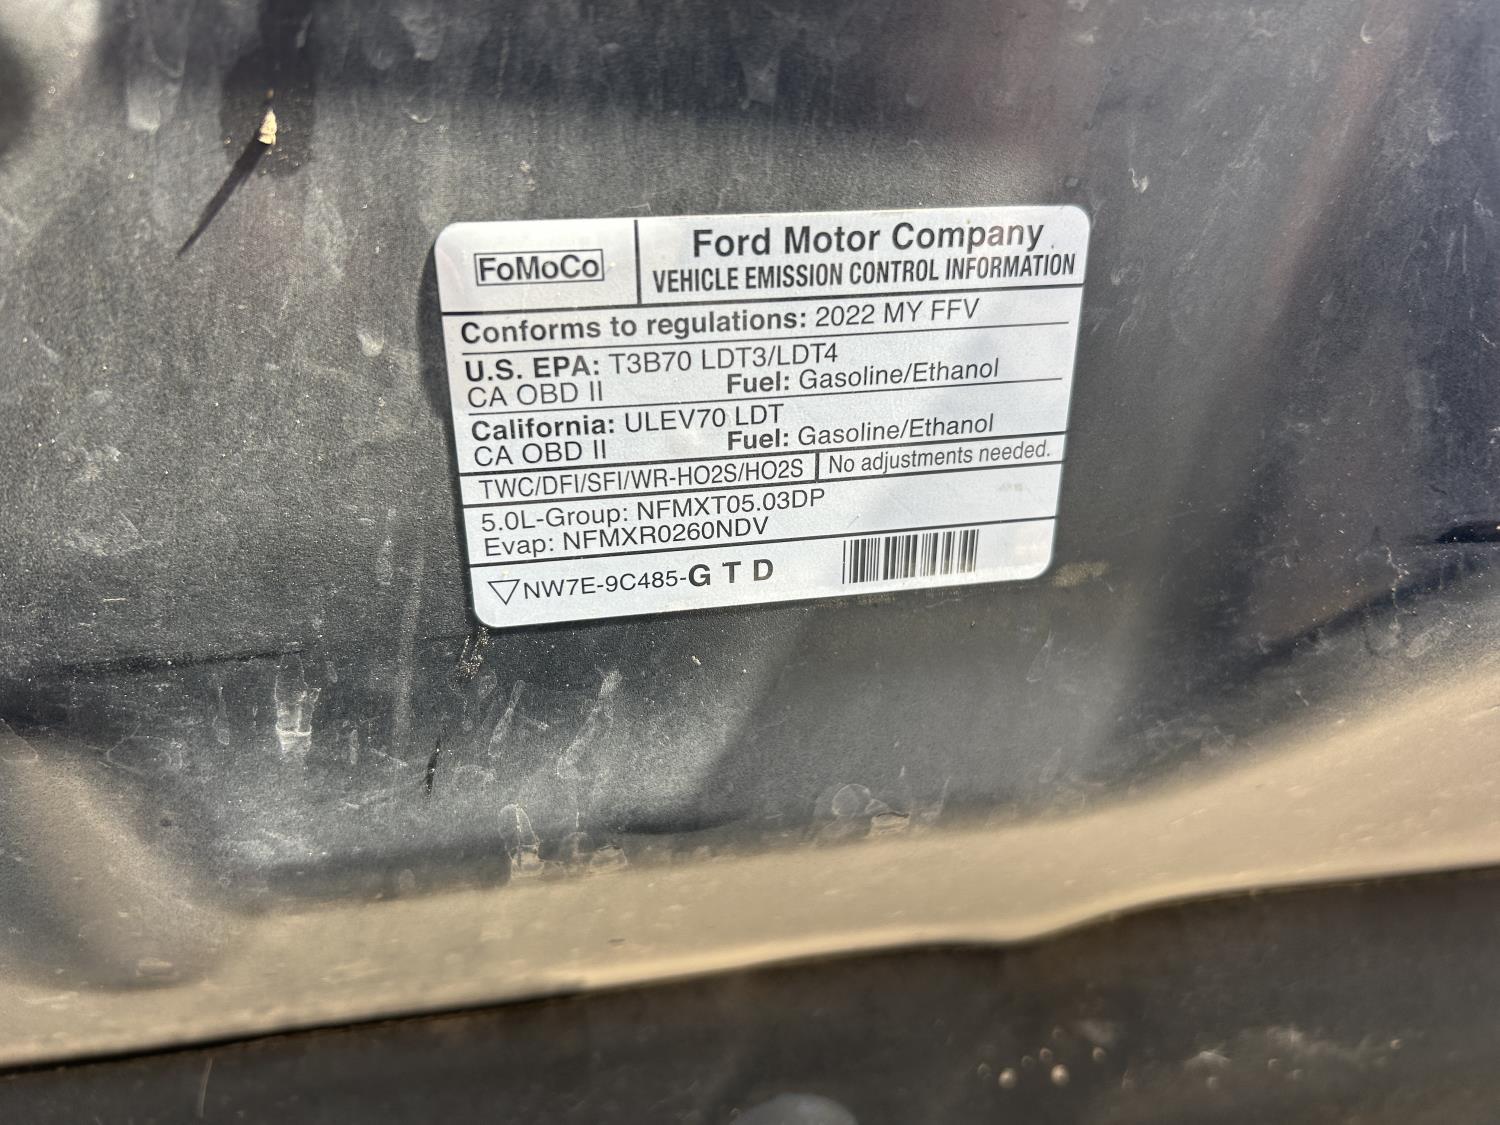 FoMoCo
Ford Motor Company
VEHICLE EMISSION CONTROL INFORMATION
Conforms to regulations: 2022 MY FFV
U.S. EPA: T3B70 LDT3/LDT4
CA OBD II Fuel: Gasoline/Ethanol
California: ULEV70 LDT
CA OBD II Fuel: Gasoline/Ethanol
TWC/DFI/SFI/WR-HO2S/HO2S No adjustments needed.
5.0L-Group: NFMXT05.03DP
Evap: NFMXR0260NDV
NW7E-9C485-G T D